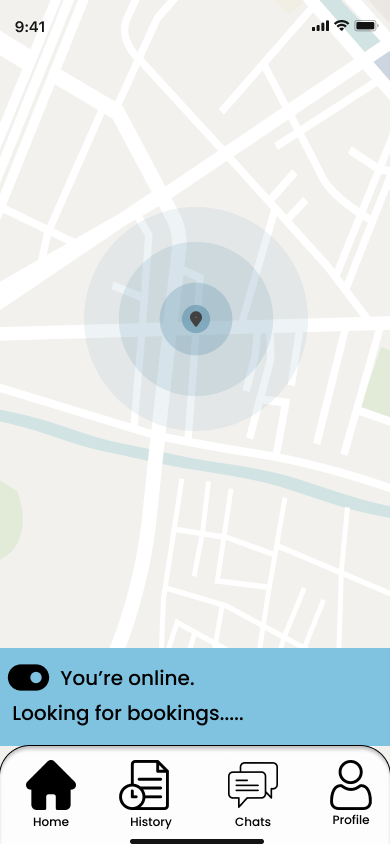 9:41
You're online.
Looking for bookings.....
Home
History
Chats
Profile